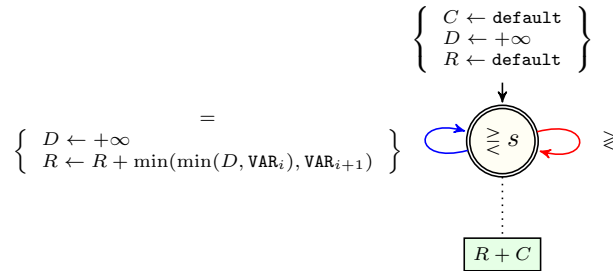 C ← default
D ← +∞
R ← default
=
D ← +∞
R ← R + min(min(D, VAR_i), VAR_{i+1})
⋛ s
≷
R + C